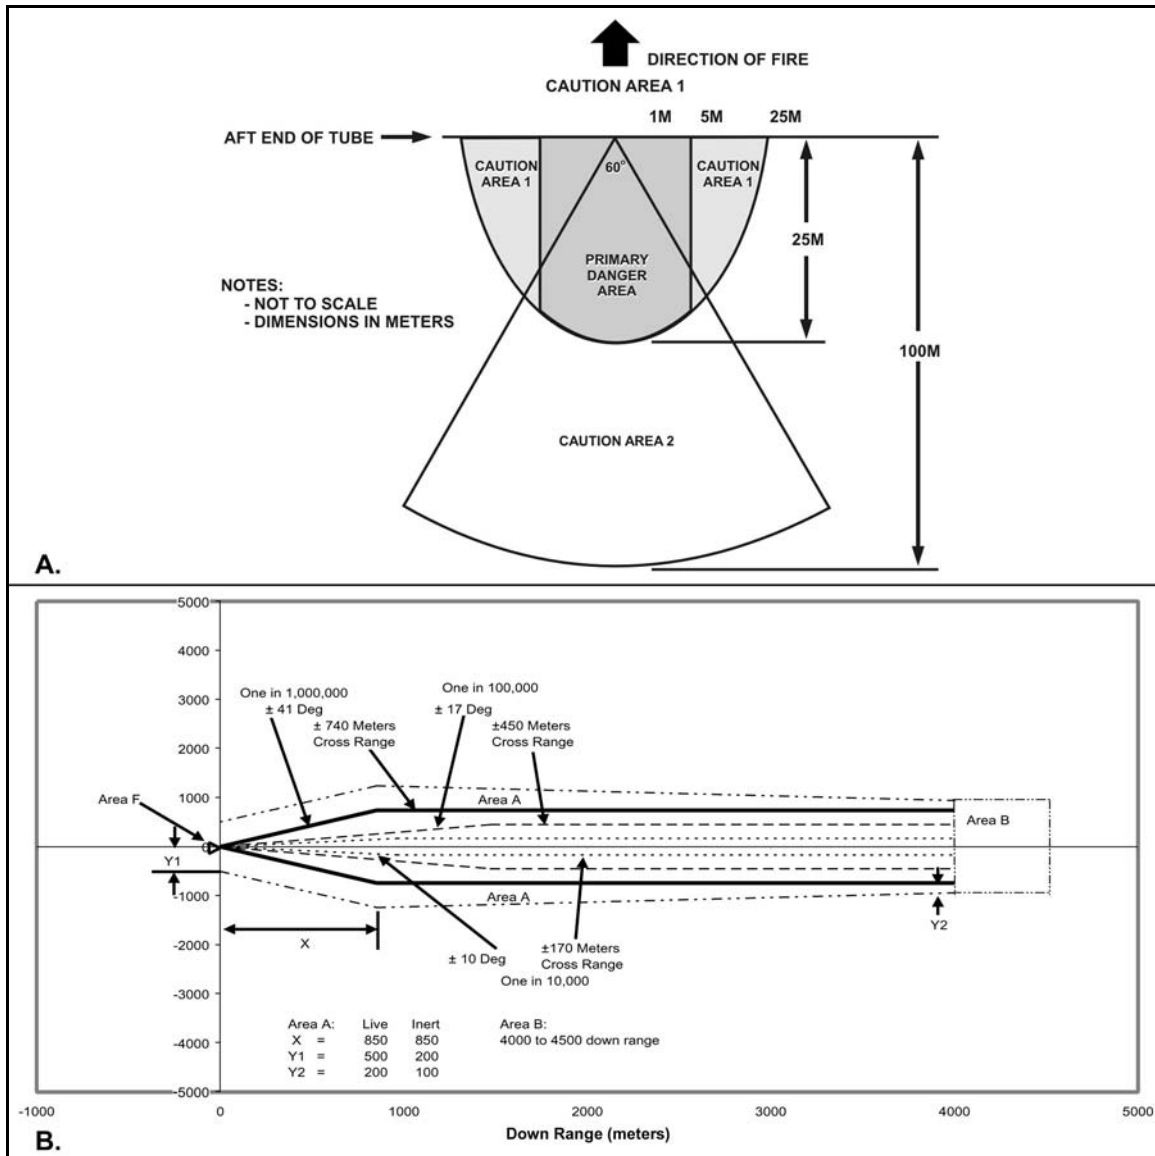 DIRECTION OF FIRE
CAUTION AREA 1
1M 5M 25M
AFT END OF TUBE
CAUTION
AREA 1
60°
CAUTION
AREA 1
25M
PRIMARY
DANGER
AREA
NOTES:
- NOT TO SCALE
- DIMENSIONS IN METERS
100M
CAUTION AREA 2
A.
5000
4000
3000
2000
1000
0
-1000
-2000
-3000
-4000
-5000
One in 1,000,000
± 41 Deg
± 740 Meters
Cross Range
One in 100,000
± 17 Deg
±450 Meters
Cross Range
Area F
Area A
Area B
Y1
Area A
Y2
X
± 10 Deg
±170 Meters
Cross Range
One in 10,000
Area A: Live Inert
X = 850 850
Y1 = 500 200
Y2 = 200 100
Area B:
4000 to 4500 down range
-1000 0 1000 2000 3000 4000 5000
Down Range (meters)
B.